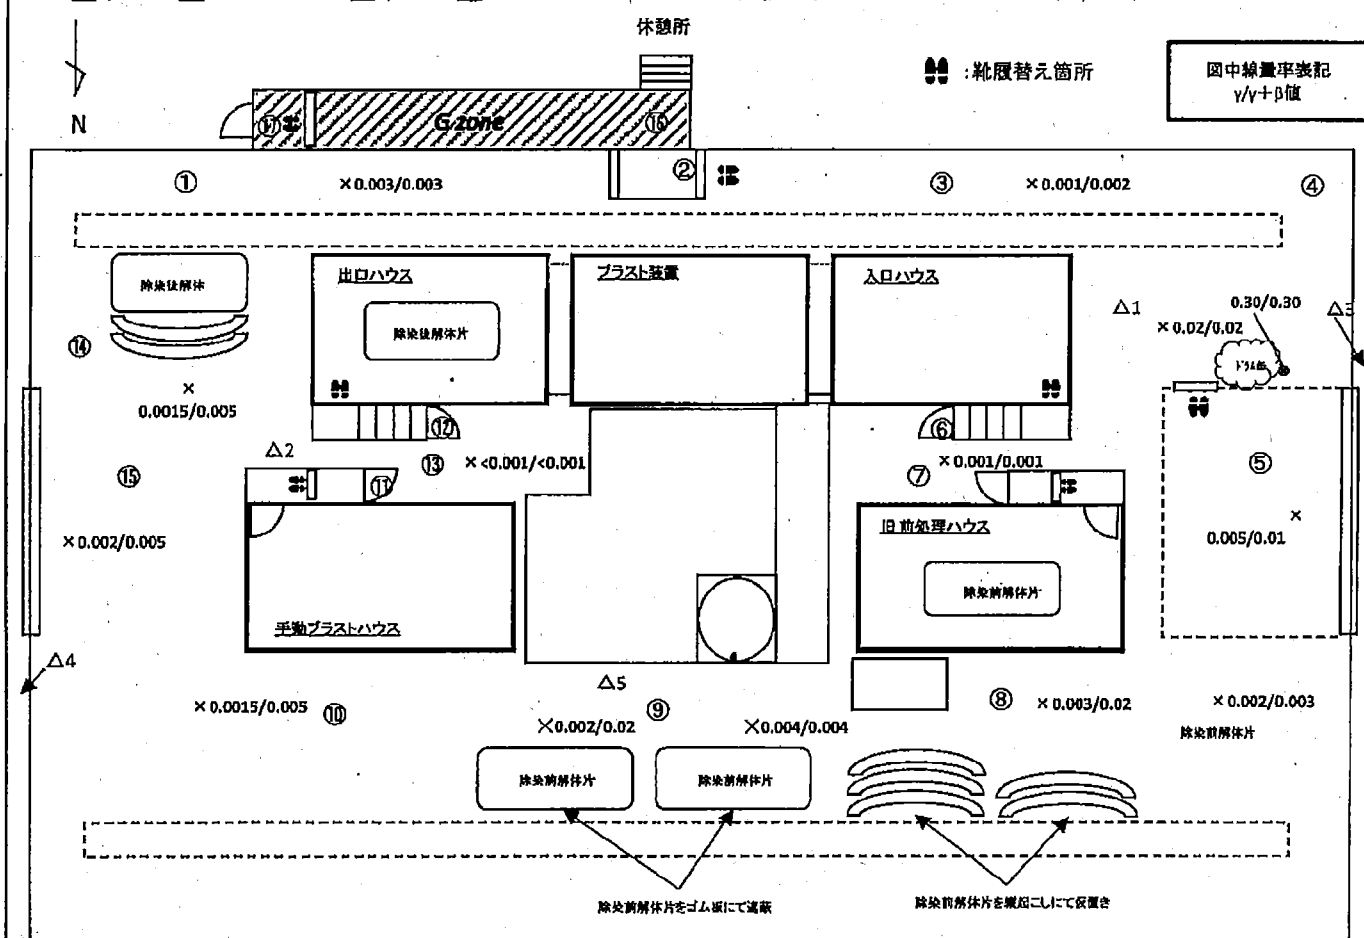 休憩所
:靴履替え箇所
図中線量率表記
γ/γ+β値
N
⑰
G zone
⑯
①
×0.003/0.003
②
③
×0.001/0.002
④
除染後解体
出口ハウス
除染後解体片
ブラスト装置
入口ハウス
△1
0.30/0.30
△3
×0.02/0.02
ドラム缶
⑭
×
0.0015/0.005
⑫
⑥
△2
⑬
×<0.001/<0.001
⑦
×0.001/0.001
⑤
⑮
⑪
×0.002/0.005
旧前処理ハウス
×
0.005/0.01
除染前解体片
手動ブラストハウス
△4
△5
×0.0015/0.005
⑩
⑨
⑧
×0.003/0.02
×0.002/0.003
×0.002/0.02
×0.004/0.004
除染前解体片
除染前解体片
除染前解体片
除染前解体片をゴム板にて遮蔽
除染前解体片を縦起こしにて仮置き